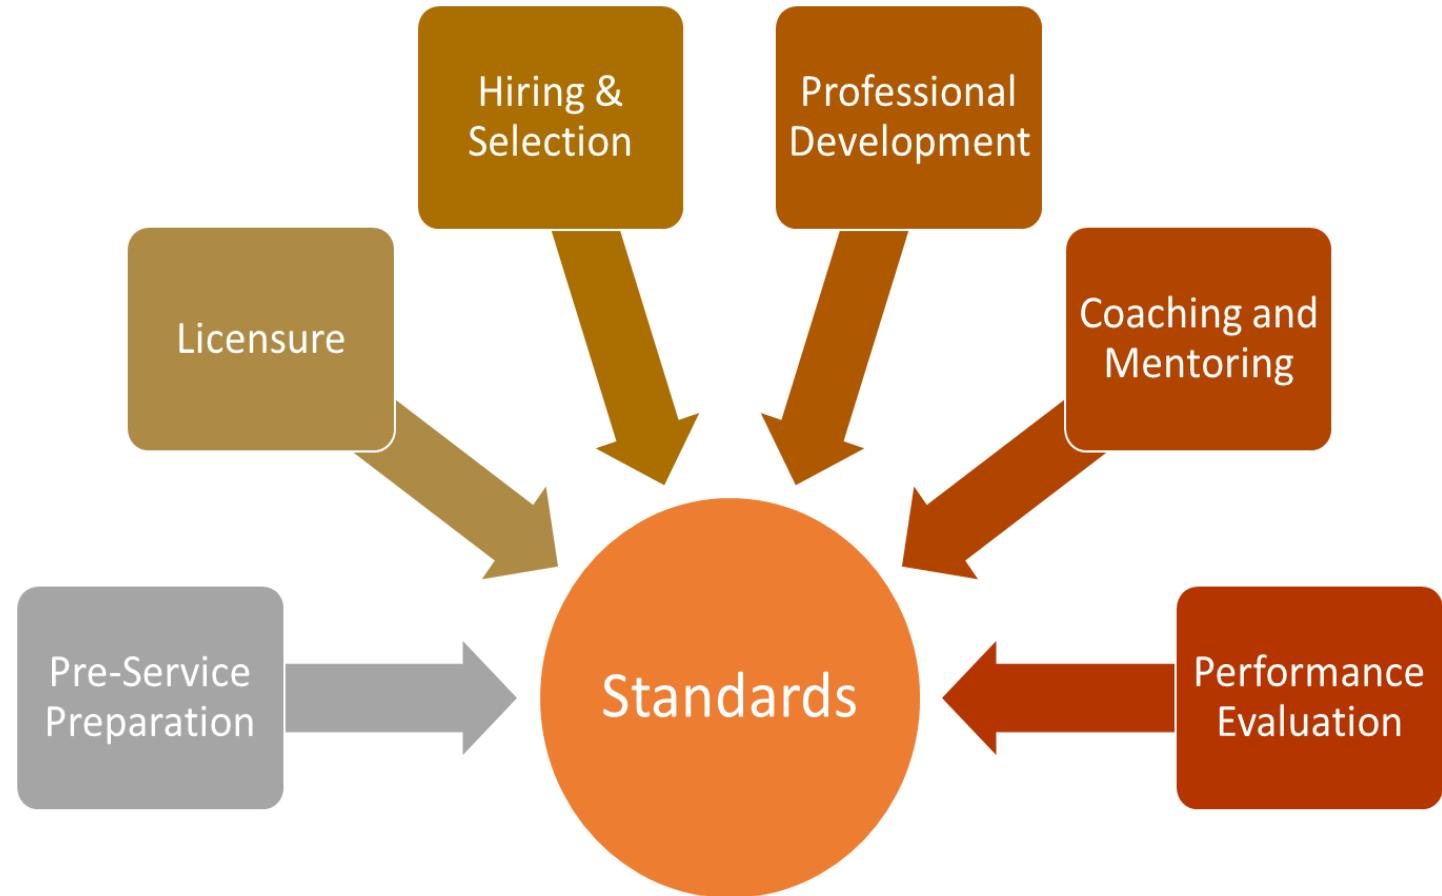 Hiring &
Selection
Professional
Development
Licensure
Coaching and
Mentoring
Pre-Service
Preparation
Standards
Performance
Evaluation